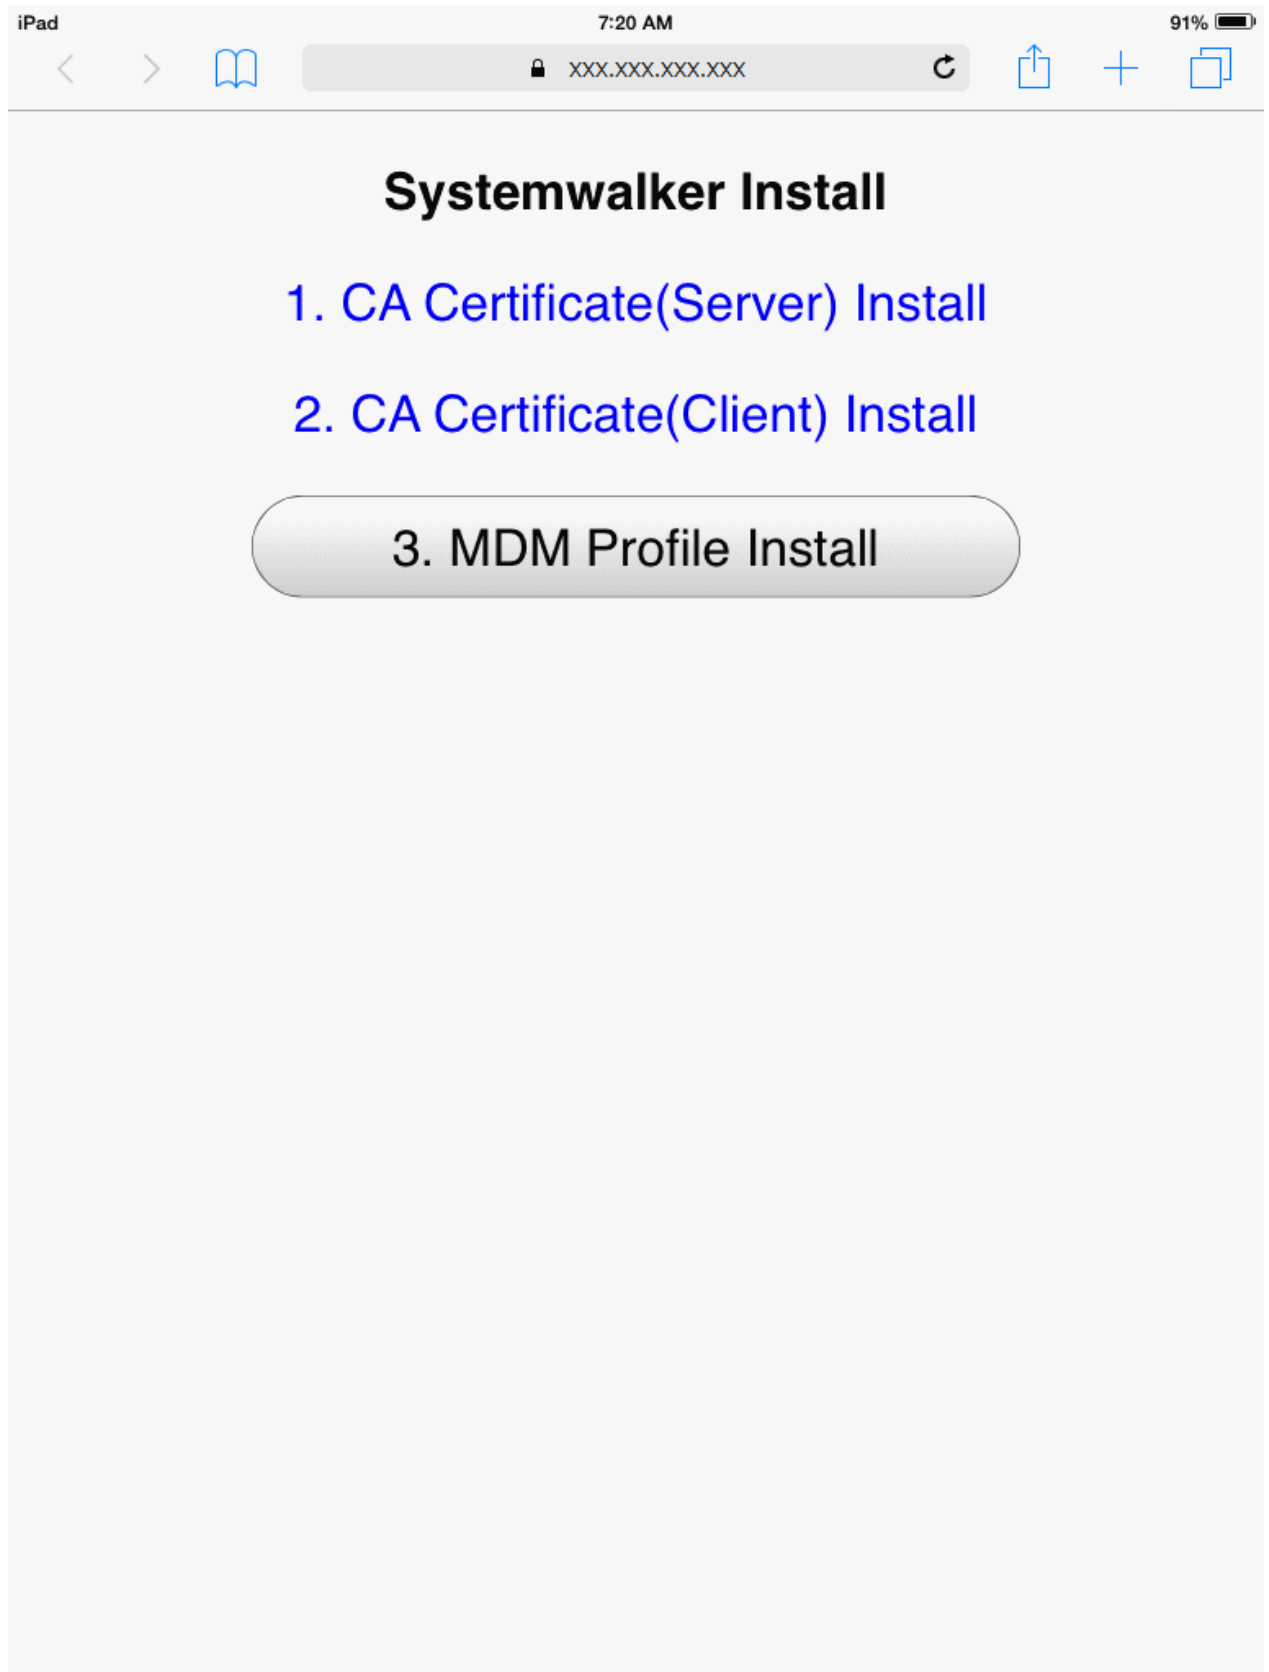 iPad 7:20 AM 91%
xxx.xxx.xxx.xxx
Systemwalker Install
1. CA Certificate(Server) Install
2. CA Certificate(Client) Install
3. MDM Profile Install